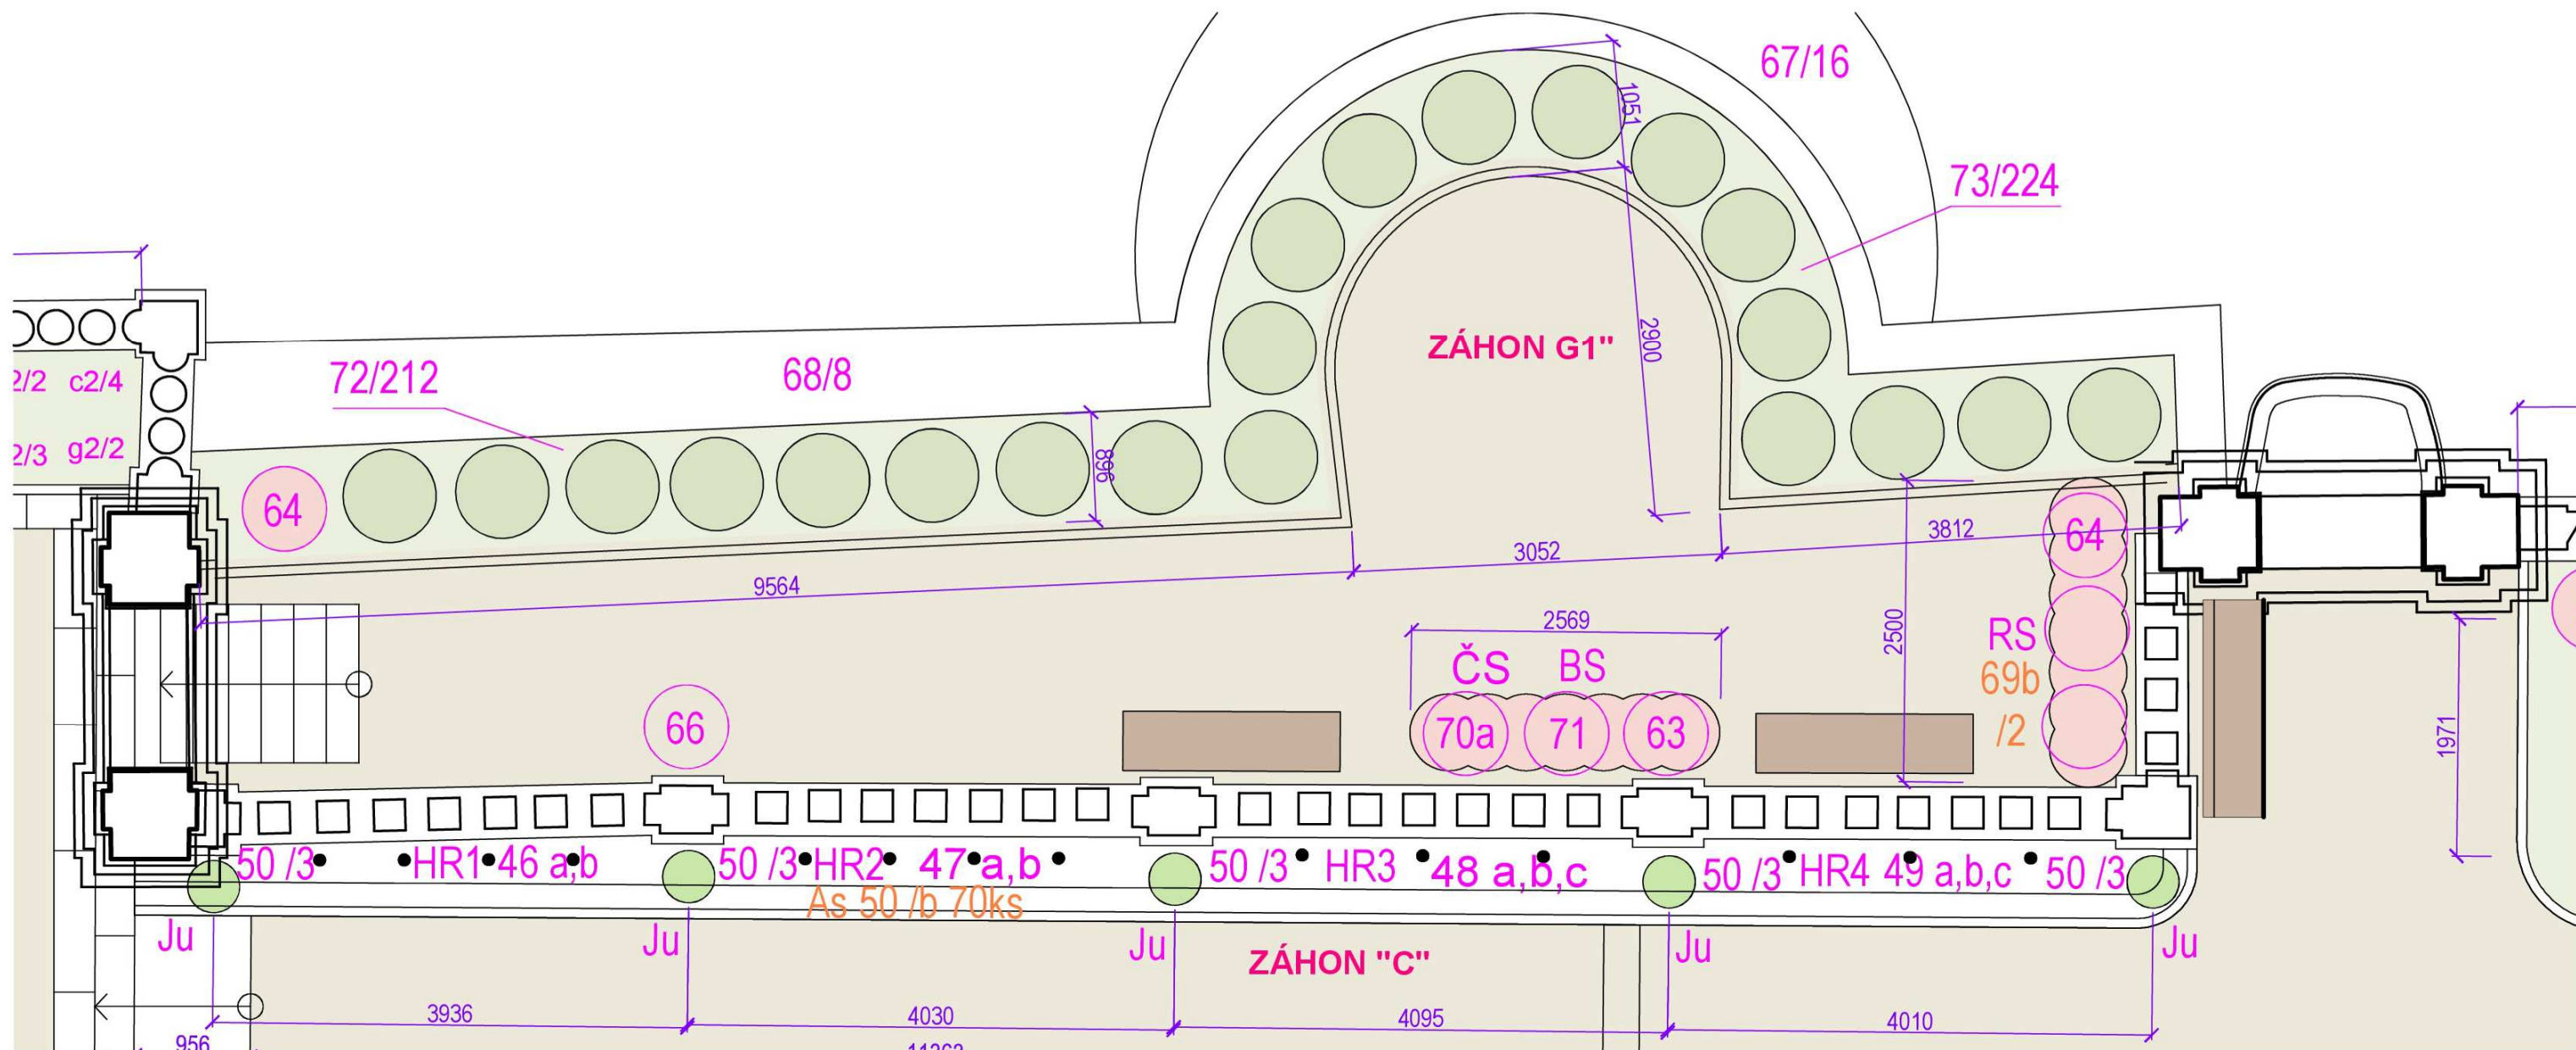 67/16
1051
73/224
ZÁHON G1"
2900
72/212
68/8
2/2 c2/4
2/3 g2/2
968
64
64
3812
3052
9564
2569
2500
ČS BS
RS
69b
/2
66
70a 71 63
1971
50 /3 HR1 46 a,b 50 /3 HR2 47 a,b 50 /3 HR3 48 a,b,c 50 /3 HR4 49 a,b,c 50 /3
As 50 /b 70ks
Ju Ju Ju Ju Ju
ZÁHON "C"
3936 4030 4095 4010
956